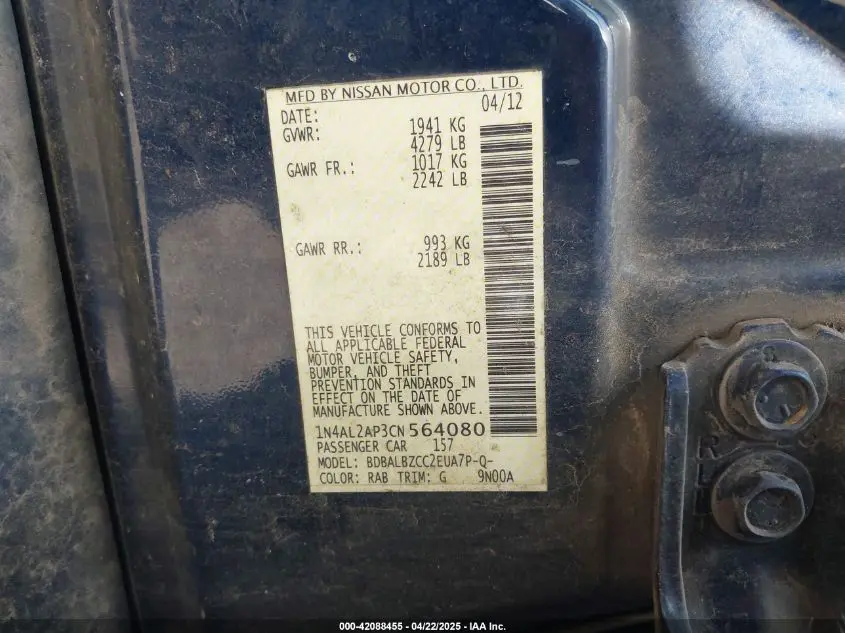 MFD BY NISSAN MOTOR CO., LTD.
DATE: 04/12
GVWR: 1941 KG
4279 LB
GAWR FR.: 1017 KG
2242 LB
GAWR RR.: 993 KG
2189 LB
THIS VEHICLE CONFORMS TO
ALL APPLICABLE FEDERAL
MOTOR VEHICLE SAFETY,
BUMPER, AND THEFT
PREVENTION STANDARDS IN
EFFECT ON THE DATE OF
MANUFACTURE SHOWN ABOVE.
1N4AL2AP3CN 564080
PASSENGER CAR 157
MODEL: BDBALBZCC2EUA7P-Q-
COLOR: RAB TRIM: G 9N00A
000-42088455 - 04/22/2025 - IAA Inc.